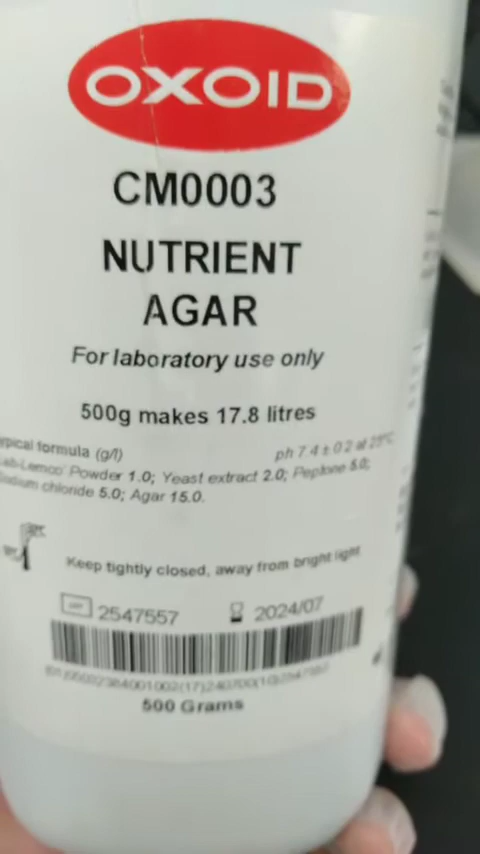 OXOID
CM0003
NUTRIENT
AGAR
For laboratory use only
500g makes 17.8 litres
formula (g/l)
ph 7.4 ± 0.2 at 25°C
Powder 1.0; Yeast extract 2.0; Peptone 5.0;
chloride 5.0; Agar 15.0.
Keep tightly closed, away from bright light
LOT 2547557
2024/07
500 Grams